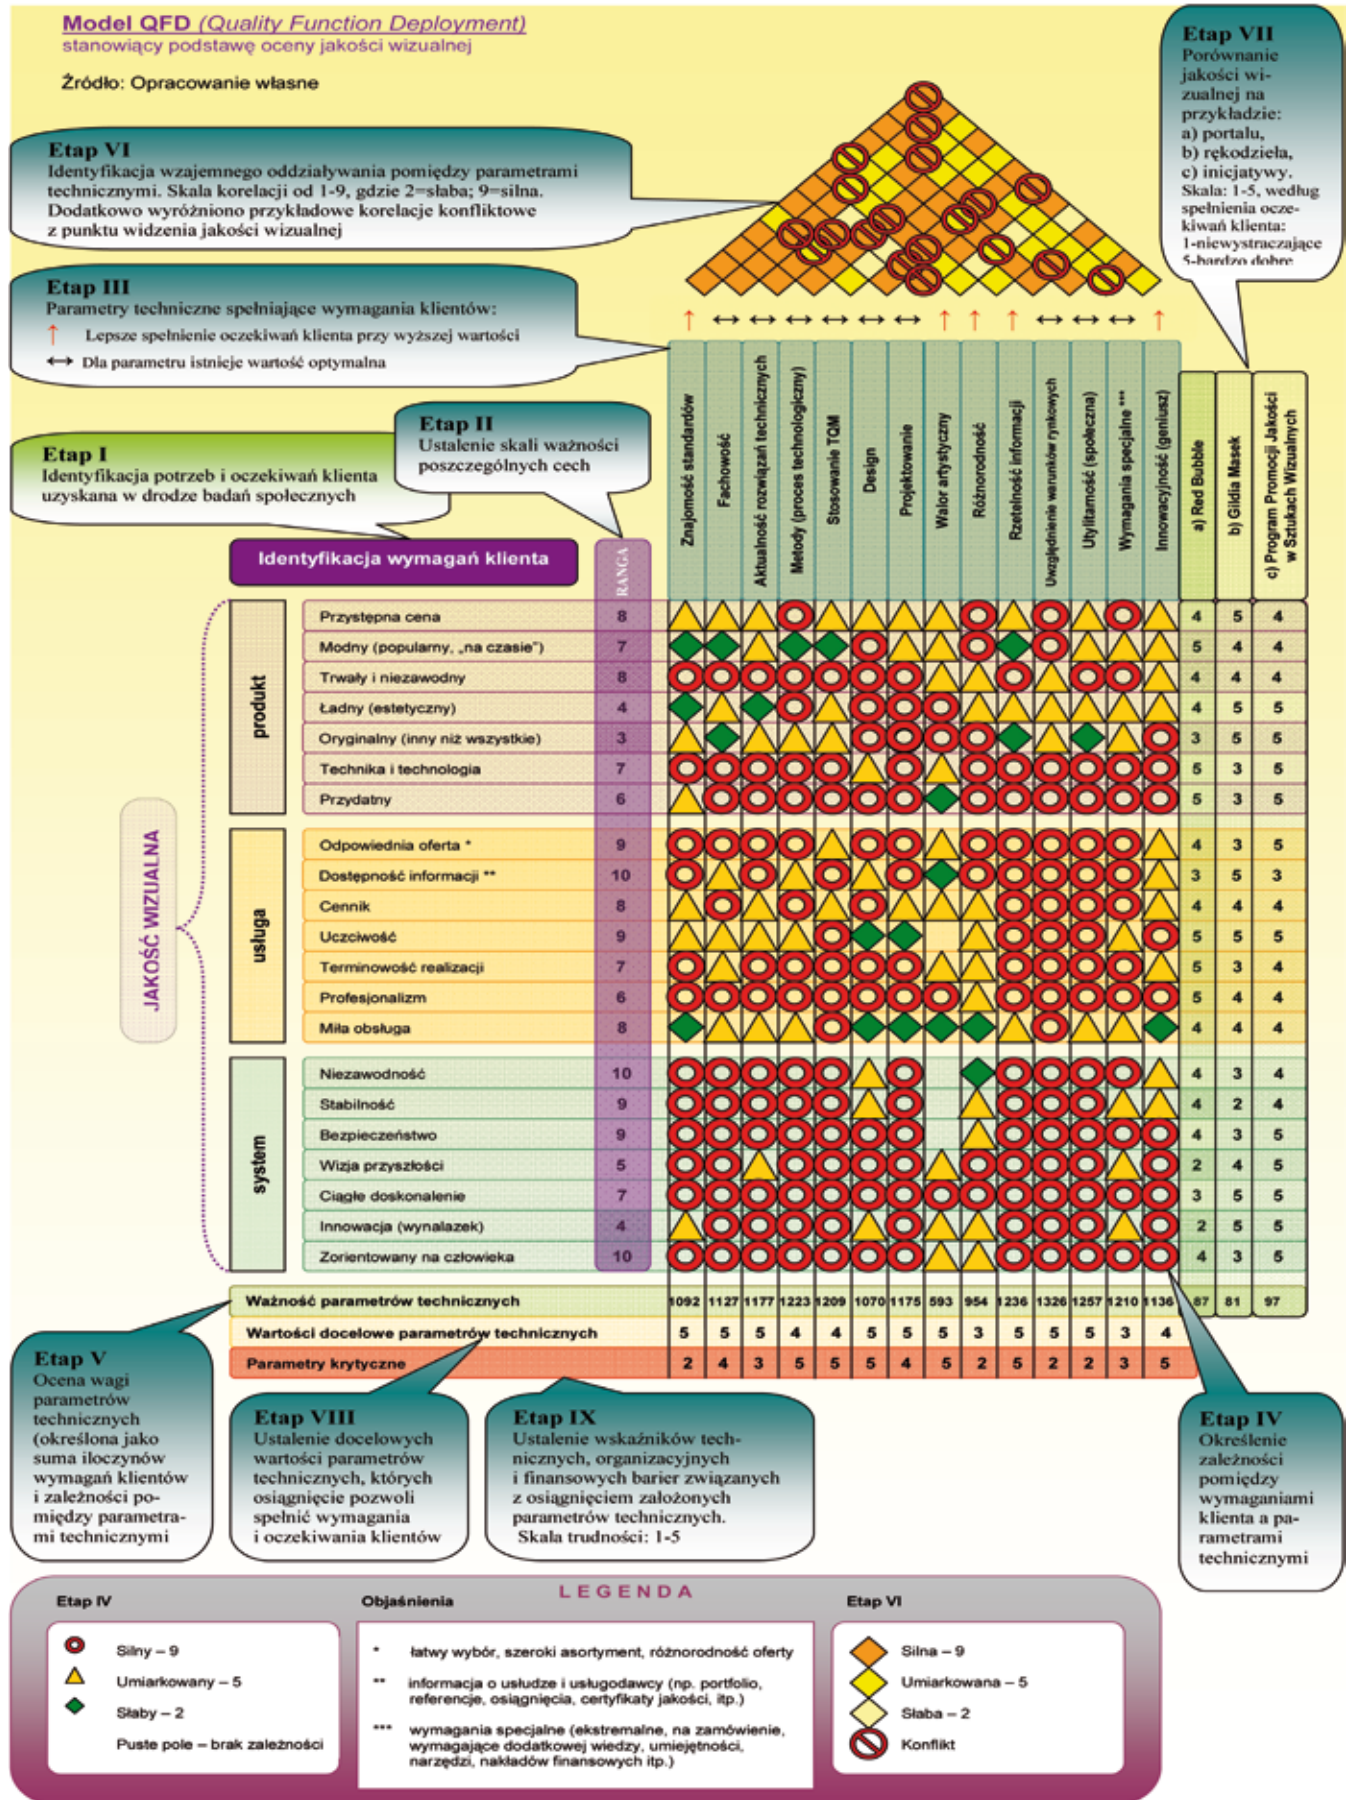 Model QFD (Quality Function Deployment)
stanowiący podstawę oceny jakości wizualnej
Źródło: Opracowanie własne
Etap VII
Porównanie
jakości wi-
zualnej na
przykładzie:
a) portalu,
b) rękodzieła,
c) inicjatywy.
Skala: 1-5, według
spełnienia ocze-
kiwań klienta:
1-niewystraczające
5-bardzo dobre
Etap VI
Identyfikacja wzajemnego oddziaływania pomiędzy parametrami
technicznymi. Skala korelacji od 1-9, gdzie 2=słaba; 9=silna.
Dodatkowo wyróżniono przykładowe korelacje konfliktowe
z punktu widzenia jakości wizualnej
Etap III
Parametry techniczne spełniające wymagania klientów:
↑ Lepsze spełnienie oczekiwań klienta przy wyższej wartości
↔ Dla parametru istnieje wartość optymalna
↑ ↔ ↔ ↔ ↔ ↔ ↔ ↑ ↑ ↑ ↔ ↔ ↔ ↑
Etap II
Ustalenie skali ważności
poszczególnych cech
Etap I
Identyfikacja potrzeb i oczekiwań klienta
uzyskana w drodze badań społecznych
Znajomość standardów
Fachowość
Aktualność rozwiązań technicznych
Metody (proces technologiczny)
Stosowanie TQM
Design
Projektowanie
Walor artystyczny
Różnorodność
Rzetelność informacji
Uwzględnienie warunków rynkowych
Utylitarność (społeczna)
Wymagania specjalne ***
Innowacyjność (geniusz)
a) Red Bubble
b) Gildia Masek
c) Program Promocji Jakości
w Sztukach Wizualnych
Identyfikacja wymagań klienta
RANGA
JAKOŚĆ WIZUALNA
produkt
Przystępna cena 8 4 5 4
Modny (popularny, „na czasie") 7 5 4 4
Trwały i niezawodny 8 4 4 4
Ładny (estetyczny) 4 4 5 5
Oryginalny (inny niż wszystkie) 3 3 5 5
Technika i technologia 7 5 3 5
Przydatny 6 5 3 5
usługa
Odpowiednia oferta * 9 4 3 5
Dostępność informacji ** 10 3 5 3
Cennik 8 4 4 4
Uczciwość 9 5 5 5
Terminowość realizacji 7 5 3 4
Profesjonalizm 6 5 4 4
Miła obsługa 8 4 4 4
system
Niezawodność 10 4 3 4
Stabilność 9 4 2 4
Bezpieczeństwo 9 4 3 5
Wizja przyszłości 5 2 4 5
Ciągłe doskonalenie 7 3 5 5
Innowacja (wynalazek) 4 2 5 5
Zorientowany na człowieka 10 4 3 5
Ważność parametrów technicznych 1092 1127 1177 1223 1209 1070 1175 593 954 1236 1326 1257 1210 1136 87 81 97
Wartości docelowe parametrów technicznych 5 5 5 4 4 5 5 5 3 5 5 5 3 4
Parametry krytyczne 2 4 3 5 5 5 4 5 2 5 2 2 3 5
Etap V
Ocena wagi
parametrów
technicznych
(określona jako
suma iloczynów
wymagań klientów
i zależności po-
między parametra-
mi technicznymi
Etap VIII
Ustalenie docelowych
wartości parametrów
technicznych, których
osiągnięcie pozwoli
spełnić wymagania
i oczekiwania klientów
Etap IX
Ustalenie wskaźników tech-
nicznych, organizacyjnych
i finansowych barier związanych
z osiągnięciem założonych
parametrów technicznych.
Skala trudności: 1-5
Etap IV
Określenie
zależności
pomiędzy
wymaganiami
klienta a pa-
rametrami
technicznymi
LEGENDA
Etap IV
Silny – 9
Umiarkowany – 5
Słaby – 2
Puste pole – brak zależności
Objaśnienia
* łatwy wybór, szeroki asortyment, różnorodność oferty
** informacja o usłudze i usługodawcy (np. portfolio,
referencje, osiągnięcia, certyfikaty jakości, itp.)
*** wymagania specjalne (ekstremalne, na zamówienie,
wymagające dodatkowej wiedzy, umiejętności,
narzędzi, nakładów finansowych itp.)
Etap VI
Silna – 9
Umiarkowana – 5
Słaba – 2
Konflikt